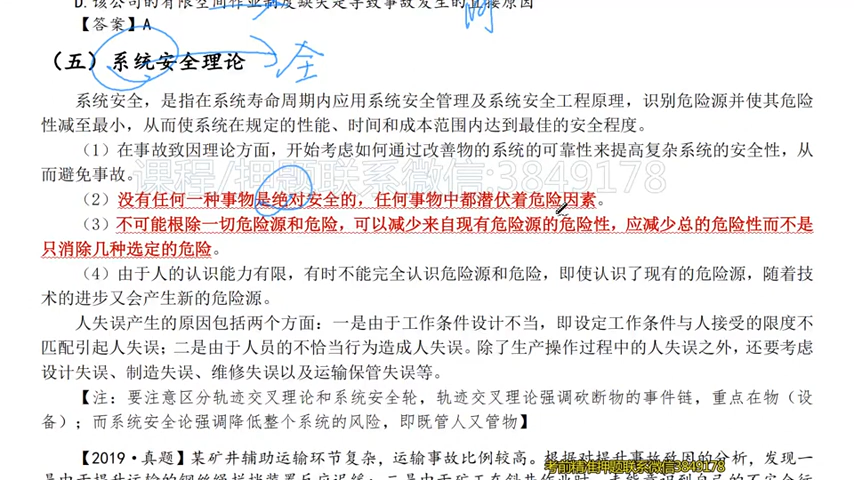 D.该公司的有限空间作业制度缺失是导致事故发生的直接原因
【答案】A
（五）系统安全理论
全
系统安全，是指在系统寿命周期内应用系统安全管理及系统安全工程原理，识别危险源并使其危险
性减至最小，从而使系统在规定的性能、时间和成本范围内达到最佳的安全程度。
（1）在事故致因理论方面，开始考虑如何通过改善物的系统的可靠性来提高复杂系统的安全性，从
而避免事故。
课程/押题联系微信:3849178
（2）没有任何一种事物是绝对安全的，任何事物中都潜伏着危险因素。
（3）不可能根除一切危险源和危险，可以减少来自现有危险源的危险性，应减少总的危险性而不是
只消除几种选定的危险。
（4）由于人的认识能力有限，有时不能完全认识危险源和危险，即使认识了现有的危险源，随着技
术的进步又会产生新的危险源。
人失误产生的原因包括两个方面：一是由于工作条件设计不当，即设定工作条件与人接受的限度不
匹配引起人失误；二是由于人员的不恰当行为造成人失误。除了生产操作过程中的人失误之外，还要考虑
设计失误、制造失误、维修失误以及运输保管失误等。
【注：要注意区分轨迹交叉理论和系统安全轮，轨迹交叉理论强调砍断物的事件链，重点在物（设
备）；而系统安全论强调降低整个系统的风险，即既管人又管物】
【2019·真题】某矿井辅助运输环节复杂，运输事故比例较高。根据对提升事故致因的分析，发现一
考前精准押题联系微信3849178